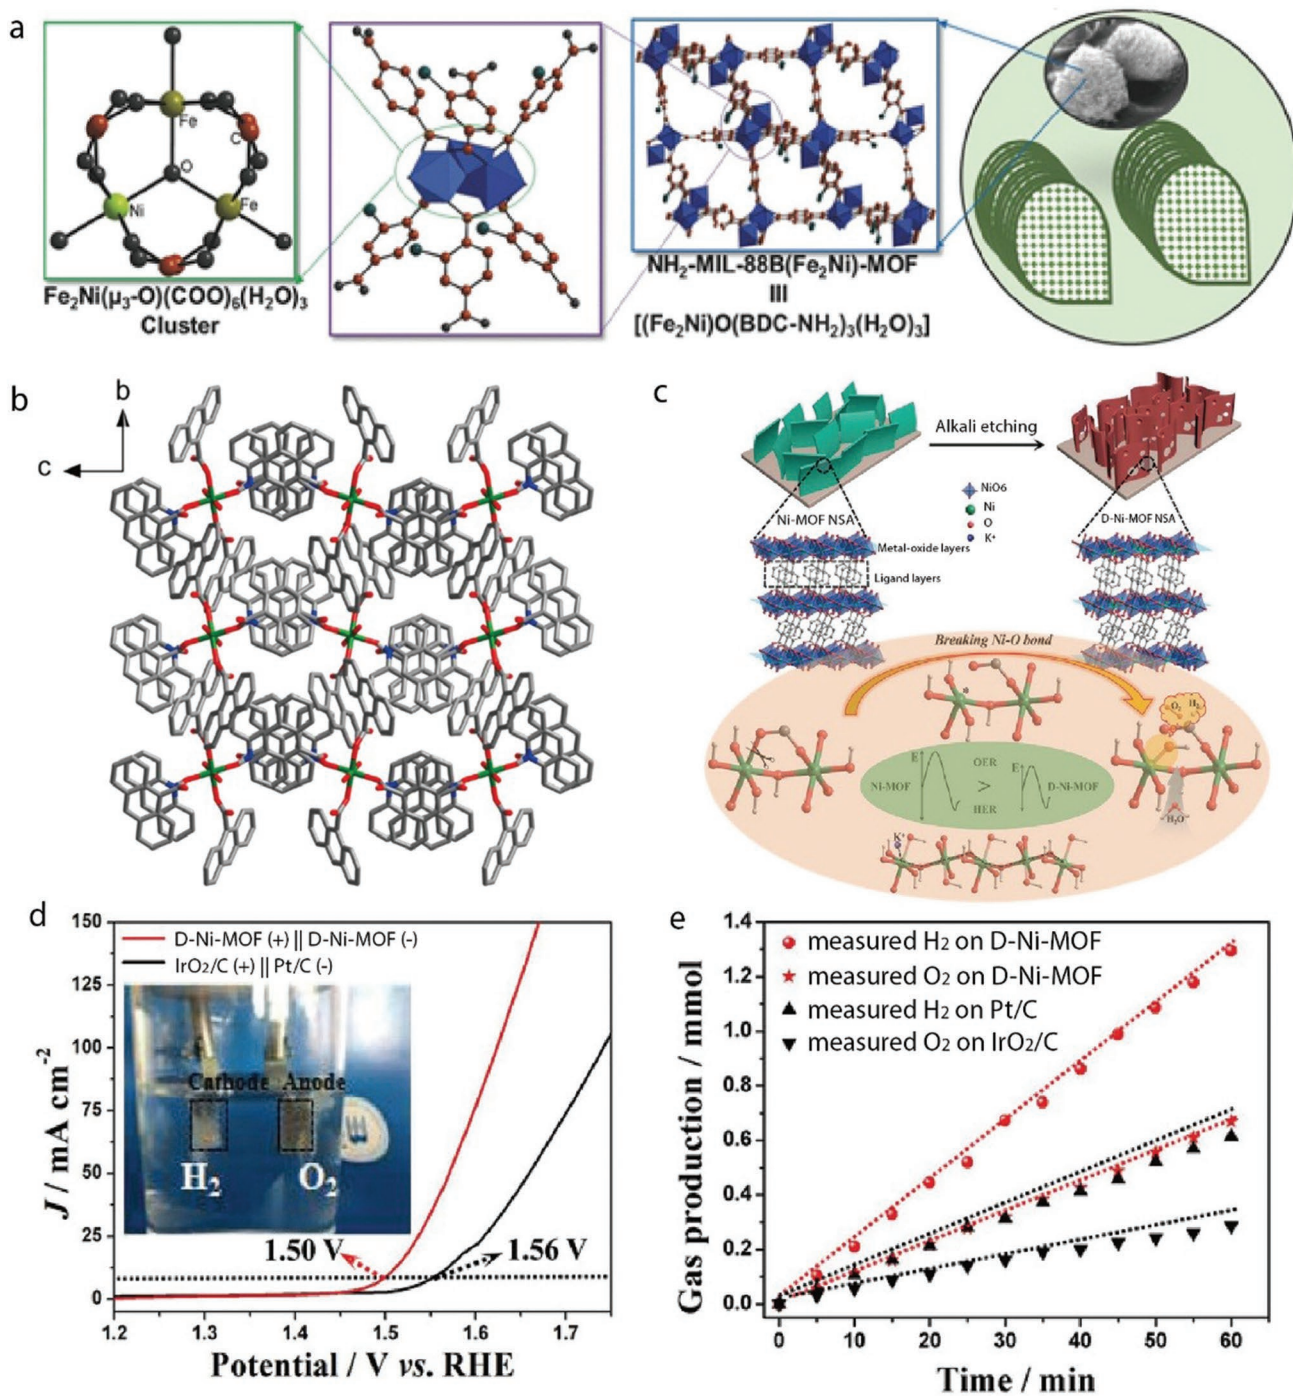 a
Fe
O
C
Ni
Fe
Fe₂Ni(μ₃-O)(COO)₆(H₂O)₃
Cluster
NH₂-MIL-88B(Fe₂Ni)-MOF
III
[(Fe₂Ni)O(BDC-NH₂)₃(H₂O)₃]
b
b
c
c
Alkali etching
NiO6
Ni
O
K⁺
Ni-MOF NSA
D-Ni-MOF NSA
Metal-oxide layers
Ligand layers
Breaking Ni-O bond
O₂ H₂
E OER E
Ni-MOF > D-Ni-MOF
HER
H₂O
K⁺
d
D-Ni-MOF (+) || D-Ni-MOF (-)
IrO₂/C (+) || Pt/C (-)
Cathode Anode
H₂ O₂
1.50 V 1.56 V
150
125
100
75
50
25
0
J / mA cm⁻²
1.2 1.3 1.4 1.5 1.6 1.7
Potential / V vs. RHE
e
measured H₂ on D-Ni-MOF
measured O₂ on D-Ni-MOF
measured H₂ on Pt/C
measured O₂ on IrO₂/C
1.4
1.2
1.0
0.8
0.6
0.4
0.2
0.0
Gas production / mmol
0 10 20 30 40 50 60
Time / min